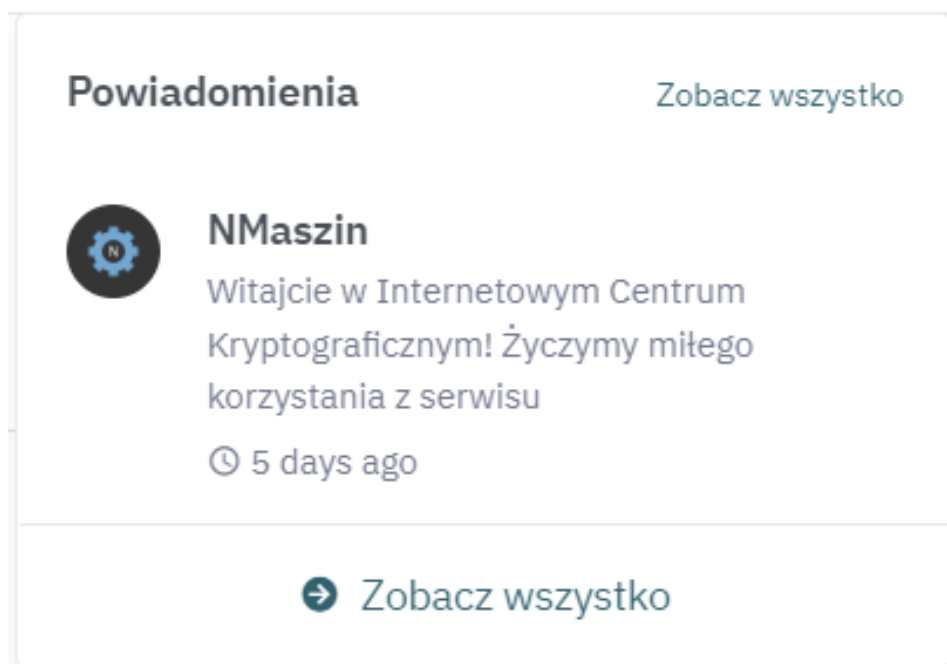 Powiadomienia
Zobacz wszystko
N
NMaszin
Witajcie w Internetowym Centrum
Kryptograficznym! Życzymy miłego
korzystania z serwisu
5 days ago
Zobacz wszystko